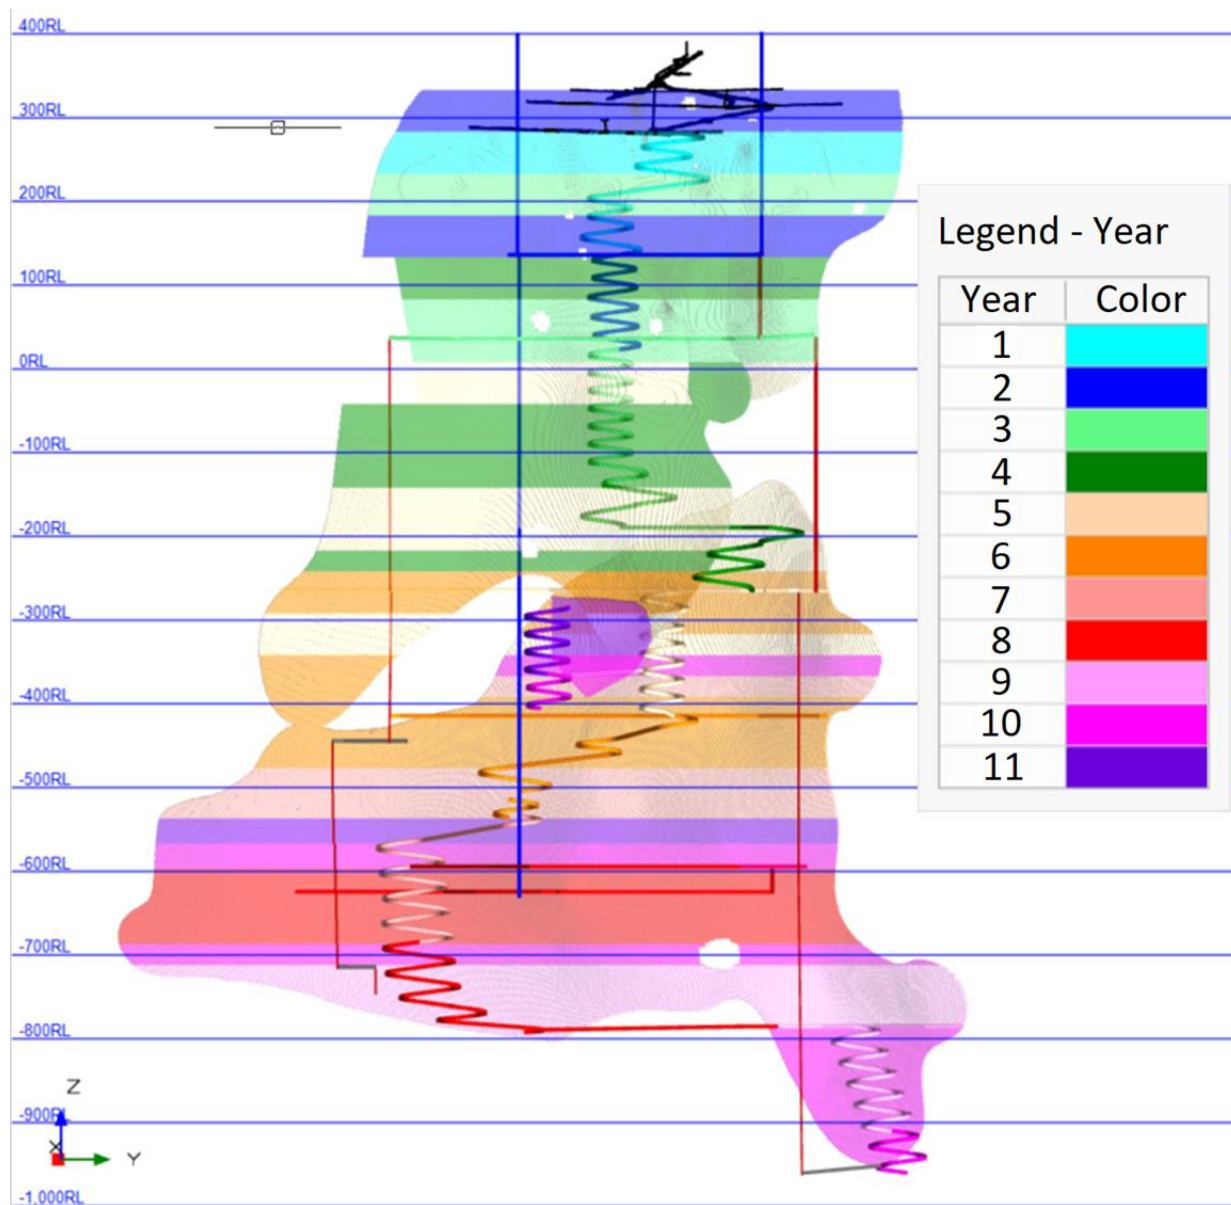 400RL
300RL
200RL
100RL
0RL
-100RL
-200RL
-300RL
-400RL
-500RL
-600RL
-700RL
-800RL
-900RL
-1,000RL
Z
X
Y
Legend - Year
Year Color
1
2
3
4
5
6
7
8
9
10
11